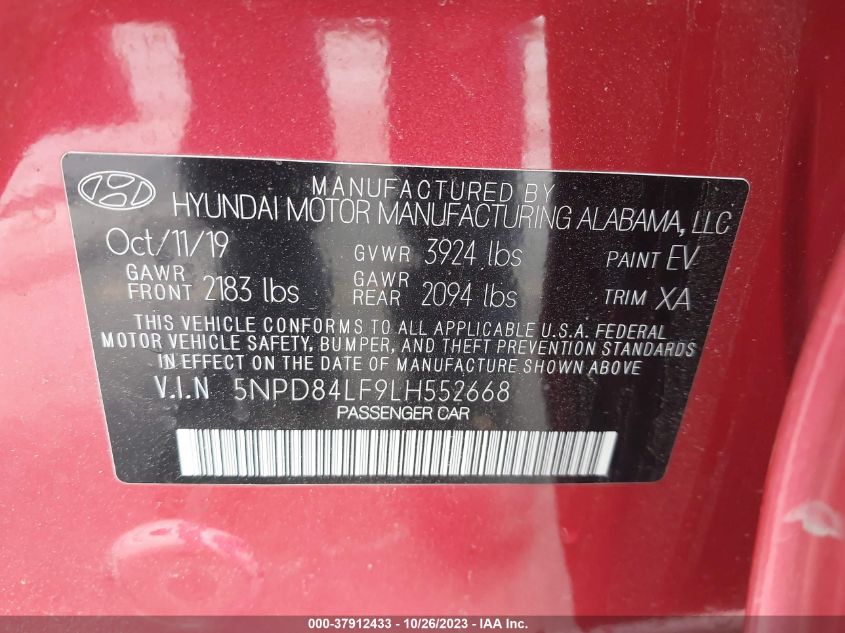 MANUFACTURED BY
HYUNDAI MOTOR MANUFACTURING ALABAMA, LLC
Oct/11/19 GVWR 3924 lbs PAINT EV
GAWR FRONT 2183 lbs GAWR REAR 2094 lbs TRIM XA
THIS VEHICLE CONFORMS TO ALL APPLICABLE U.S.A. FEDERAL
MOTOR VEHICLE SAFETY, BUMPER, AND THEFT PREVENTION STANDARDS
IN EFFECT ON THE DATE OF MANUFACTURE SHOWN ABOVE.
V.I.N 5NPD84LF9LH552668
PASSENGER CAR
000-37912433 - 10/26/2023 - IAA Inc.